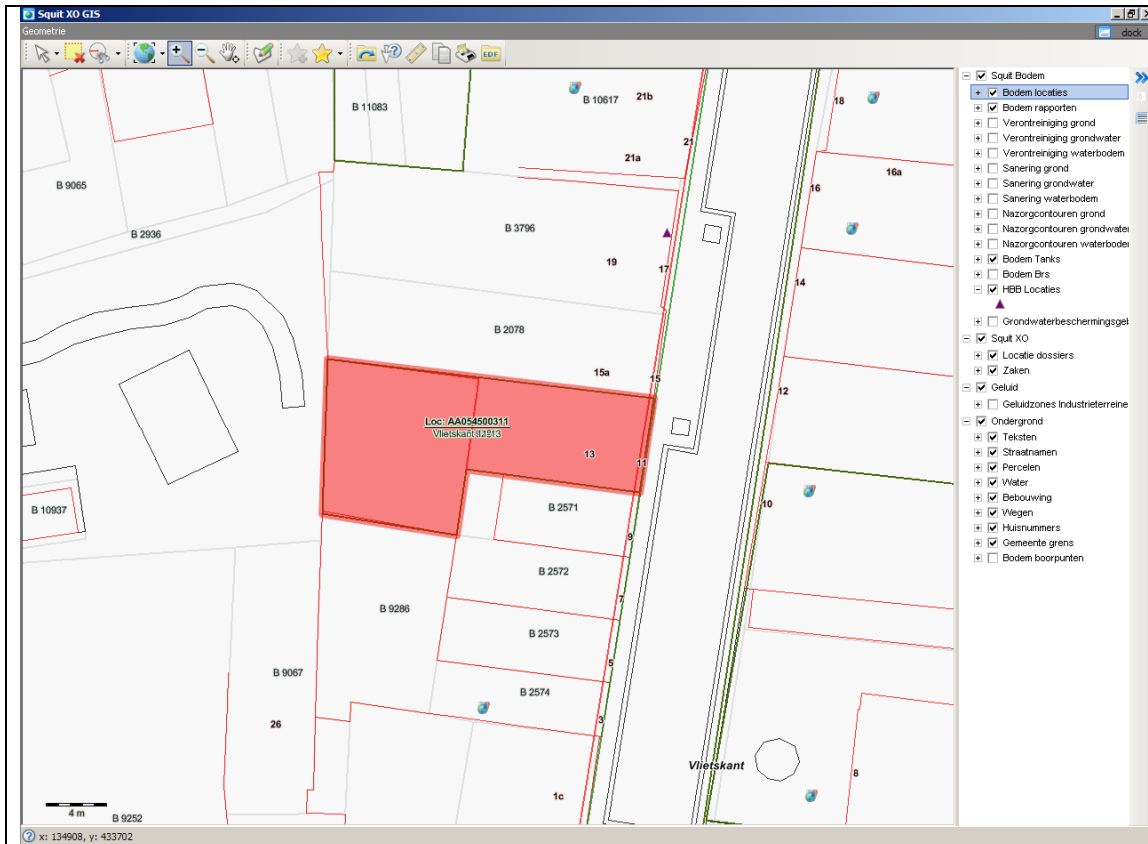 Squit XO GIS
Geometrie
dock
EDF
B 11083
B 10617
21b
21
21a
18
16a
16
B 9065
B 2936
B 3796
19
17
14
B 2078
15a
15
12
Loc: AA054500311
13
11
B 10937
B 2571
10
9
B 2572
7
B 9286
B 2573
5
B 9067
B 2574
26
3
Vlietskant
8
1c
4 m
B 9252
x: 134908, y: 433702
Squit Bodem
Bodem locaties
Bodem rapporten
Verontreiniging grond
Verontreiniging grondwater
Verontreiniging waterbodem
Sanering grond
Sanering grondwater
Sanering waterbodem
Nazorgcontouren grond
Nazorgcontouren grondwater
Nazorgcontouren waterboder
Bodem Tanks
Bodem Brs
HBB Locaties
Grondwaterbeschermingsgeb
Squit XO
Locatie dossiers
Zaken
Geluid
Geluidzones Industrieterreine
Ondergrond
Teksten
Straatnamen
Percelen
Water
Bebouwing
Wegen
Huisnummers
Gemeente grens
Bodem boorpunten